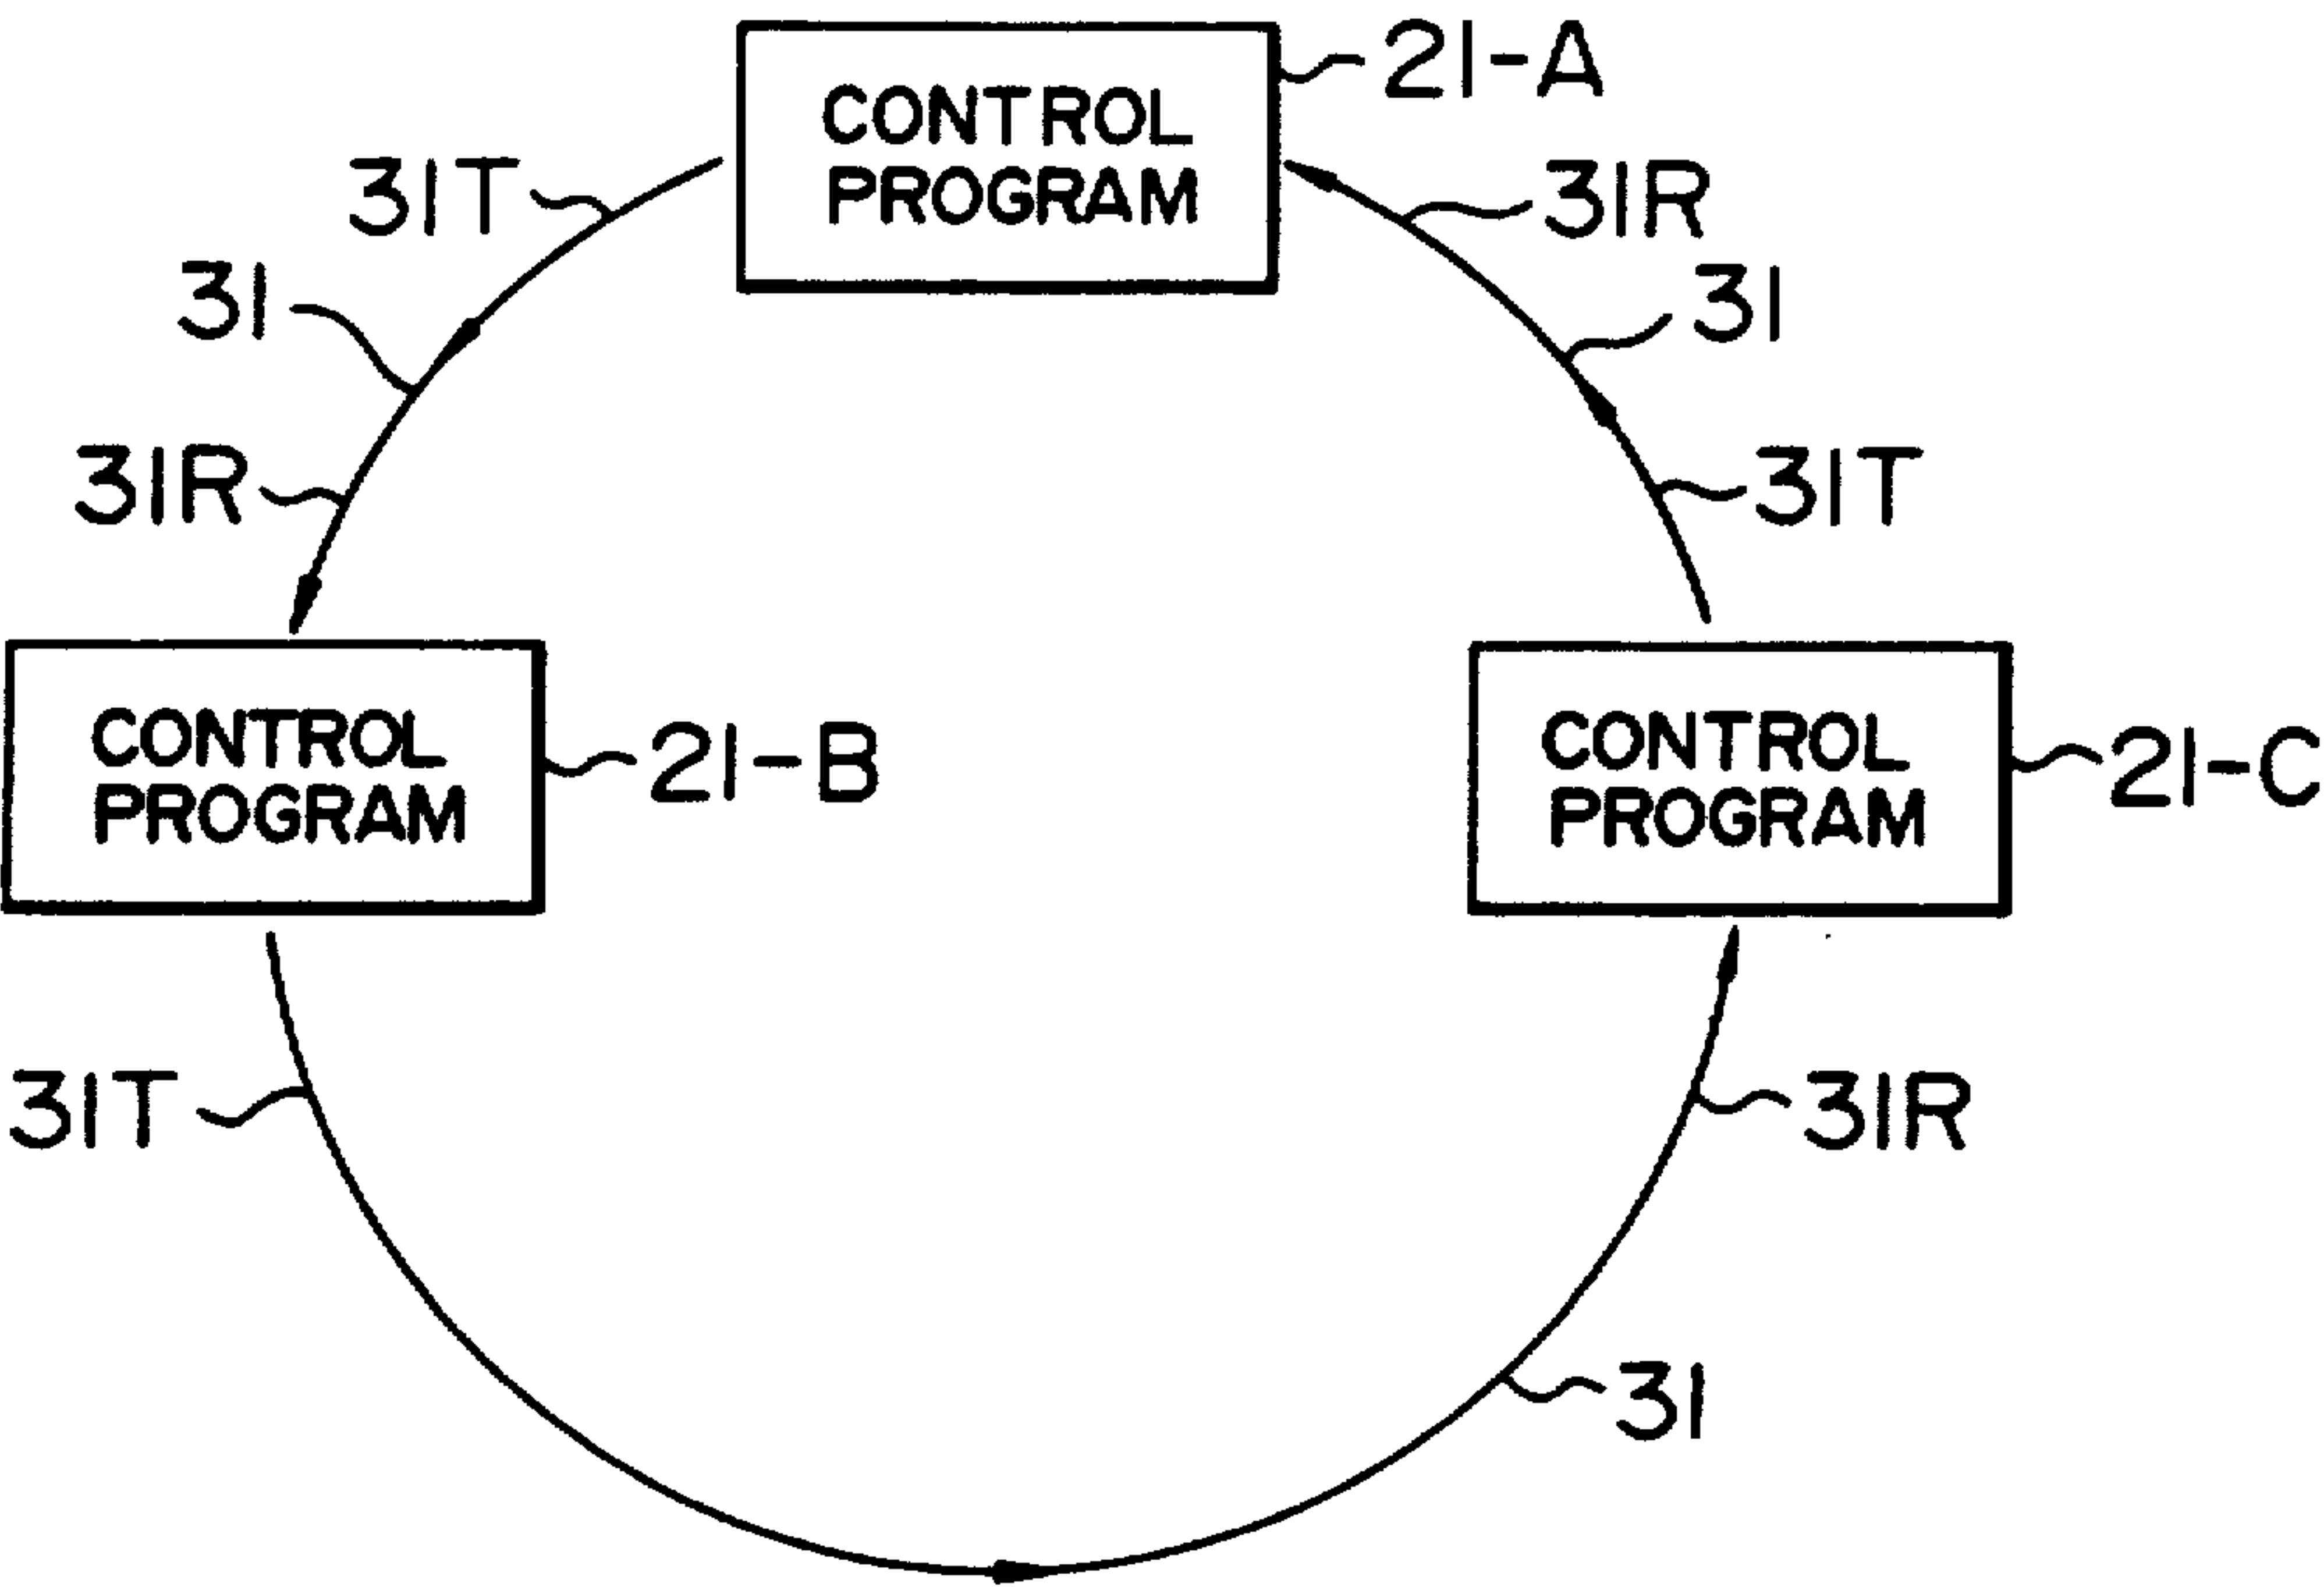 21-A
CONTROL
PROGRAM
31T
31R
31
31
31R
31T
CONTROL
PROGRAM
21-B
CONTROL
PROGRAM
21-C
31T
31R
31